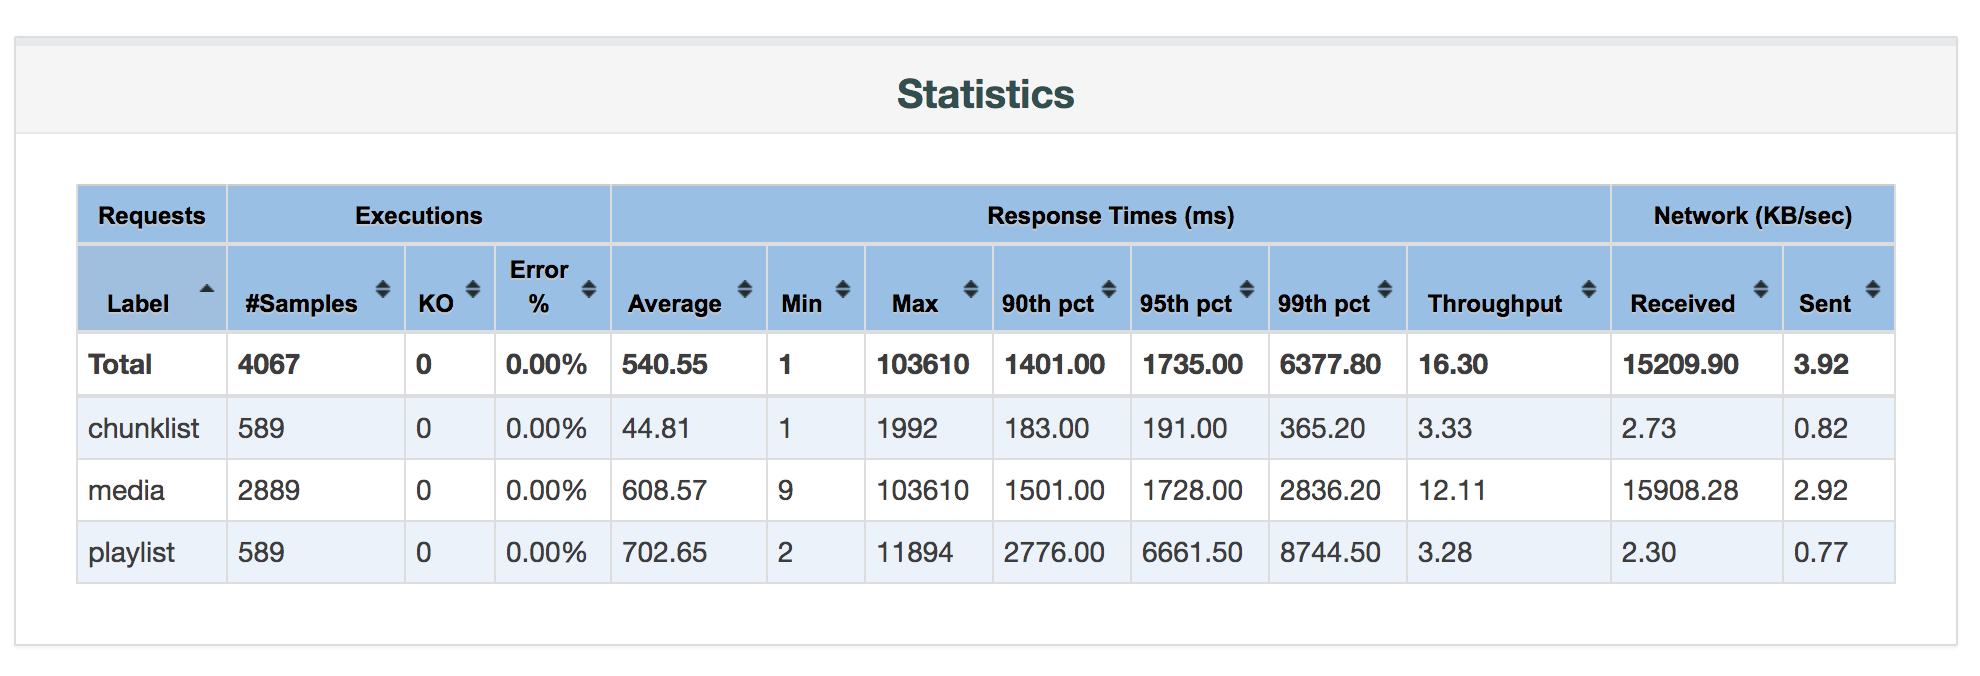 Statistics
Requests Executions Response Times (ms) Network (KB/sec)
Label #Samples KO Error % Average Min Max 90th pct 95th pct 99th pct Throughput Received Sent
Total 4067 0 0.00% 540.55 1 103610 1401.00 1735.00 6377.80 16.30 15209.90 3.92
chunklist 589 0 0.00% 44.81 1 1992 183.00 191.00 365.20 3.33 2.73 0.82
media 2889 0 0.00% 608.57 9 103610 1501.00 1728.00 2836.20 12.11 15908.28 2.92
playlist 589 0 0.00% 702.65 2 11894 2776.00 6661.50 8744.50 3.28 2.30 0.77